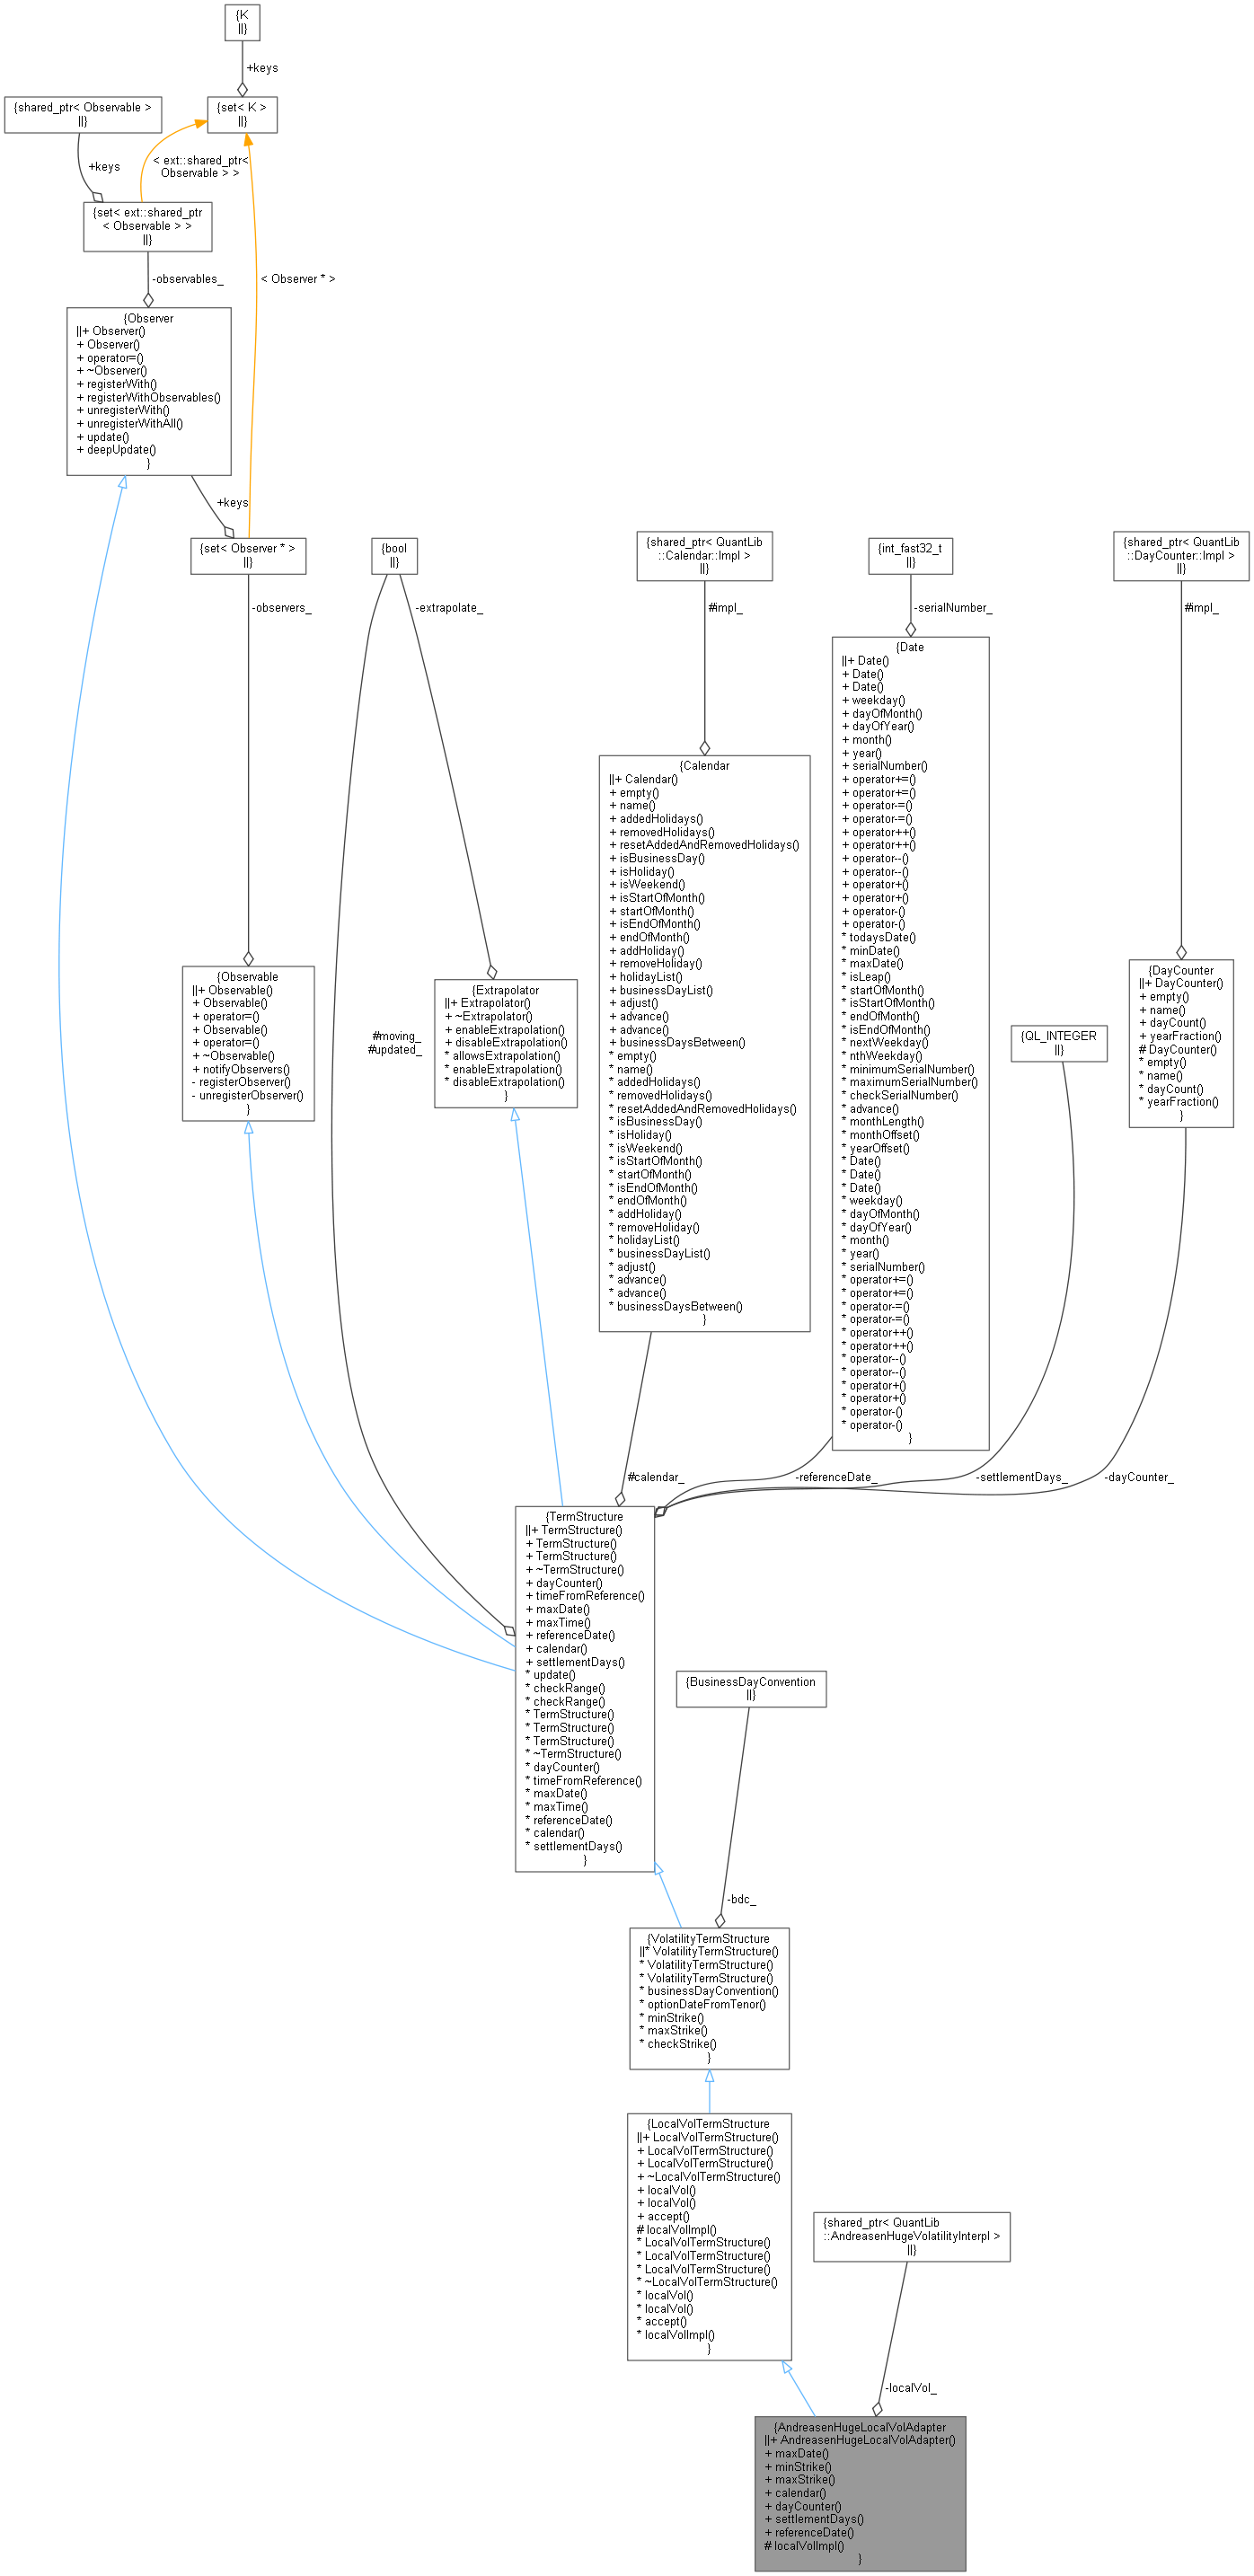 {K
||}
+keys
{shared_ptr< Observable >
||}
{set< K >
||}
+keys
< ext::shared_ptr<
Observable > >
{set< ext::shared_ptr
< Observable > >
||}
-observables_
< Observer * >
{Observer
||+ Observer()
+ Observer()
+ operator=()
+ ~Observer()
+ registerWith()
+ registerWithObservables()
+ unregisterWith()
+ unregisterWithAll()
+ update()
+ deepUpdate()
}
+keys
{set< Observer * >
||}
-observers_
{bool
||}
-extrapolate_
{shared_ptr< QuantLib
::Calendar::Impl >
||}
#impl_
{int_fast32_t
||}
-serialNumber_
{shared_ptr< QuantLib
::DayCounter::Impl >
||}
#impl_
{Date
||+ Date()
+ Date()
+ Date()
+ weekday()
+ dayOfMonth()
+ dayOfYear()
+ month()
+ year()
+ serialNumber()
+ operator+=()
+ operator+=()
+ operator-=()
+ operator-=()
+ operator++()
+ operator++()
+ operator--()
+ operator--()
+ operator+()
+ operator+()
+ operator-()
+ operator-()
* todaysDate()
* minDate()
* maxDate()
* isLeap()
* startOfMonth()
* isStartOfMonth()
* endOfMonth()
* isEndOfMonth()
* nextWeekday()
* nthWeekday()
* minimumSerialNumber()
* maximumSerialNumber()
* checkSerialNumber()
* advance()
* monthLength()
* monthOffset()
* yearOffset()
* Date()
* Date()
* Date()
* weekday()
* dayOfMonth()
* dayOfYear()
* month()
* year()
* serialNumber()
* operator+=()
* operator+=()
* operator-=()
* operator-=()
* operator++()
* operator++()
* operator--()
* operator--()
* operator+()
* operator+()
* operator-()
* operator-()
}
{Calendar
||+ Calendar()
+ empty()
+ name()
+ addedHolidays()
+ removedHolidays()
+ resetAddedAndRemovedHolidays()
+ isBusinessDay()
+ isHoliday()
+ isWeekend()
+ isStartOfMonth()
+ startOfMonth()
+ isEndOfMonth()
+ endOfMonth()
+ addHoliday()
+ removeHoliday()
+ holidayList()
+ businessDayList()
+ adjust()
+ advance()
+ advance()
+ businessDaysBetween()
* empty()
* name()
* addedHolidays()
* removedHolidays()
* resetAddedAndRemovedHolidays()
* isBusinessDay()
* isHoliday()
* isWeekend()
* isStartOfMonth()
* startOfMonth()
* isEndOfMonth()
* endOfMonth()
* addHoliday()
* removeHoliday()
* holidayList()
* businessDayList()
* adjust()
* advance()
* advance()
* businessDaysBetween()
}
{Observable
||+ Observable()
+ Observable()
+ operator=()
+ Observable()
+ operator=()
+ ~Observable()
+ notifyObservers()
- registerObserver()
- unregisterObserver()
}
#moving_
#updated_
{Extrapolator
||+ Extrapolator()
+ ~Extrapolator()
+ enableExtrapolation()
+ disableExtrapolation()
* allowsExtrapolation()
* enableExtrapolation()
* disableExtrapolation()
}
{QL_INTEGER
||}
{DayCounter
||+ DayCounter()
+ empty()
+ name()
+ dayCount()
+ yearFraction()
# DayCounter()
* empty()
* name()
* dayCount()
* yearFraction()
}
#calendar_
-referenceDate_
-settlementDays_
-dayCounter_
{TermStructure
||+ TermStructure()
+ TermStructure()
+ TermStructure()
+ ~TermStructure()
+ dayCounter()
+ timeFromReference()
+ maxDate()
+ maxTime()
+ referenceDate()
+ calendar()
+ settlementDays()
* update()
* checkRange()
* checkRange()
* TermStructure()
* TermStructure()
* TermStructure()
* ~TermStructure()
* dayCounter()
* timeFromReference()
* maxDate()
* maxTime()
* referenceDate()
* calendar()
* settlementDays()
}
{BusinessDayConvention
||}
-bdc_
{VolatilityTermStructure
||* VolatilityTermStructure()
* VolatilityTermStructure()
* VolatilityTermStructure()
* businessDayConvention()
* optionDateFromTenor()
* minStrike()
* maxStrike()
* checkStrike()
}
{LocalVolTermStructure
||+ LocalVolTermStructure()
+ LocalVolTermStructure()
+ LocalVolTermStructure()
+ ~LocalVolTermStructure()
+ localVol()
+ localVol()
+ accept()
# localVolImpl()
* LocalVolTermStructure()
* LocalVolTermStructure()
* LocalVolTermStructure()
* ~LocalVolTermStructure()
* localVol()
* localVol()
* accept()
* localVolImpl()
}
{shared_ptr< QuantLib
::AndreasenHugeVolatilityInterpl >
||}
-localVol_
{AndreasenHugeLocalVolAdapter
||+ AndreasenHugeLocalVolAdapter()
+ maxDate()
+ minStrike()
+ maxStrike()
+ calendar()
+ dayCounter()
+ settlementDays()
+ referenceDate()
# localVolImpl()
}